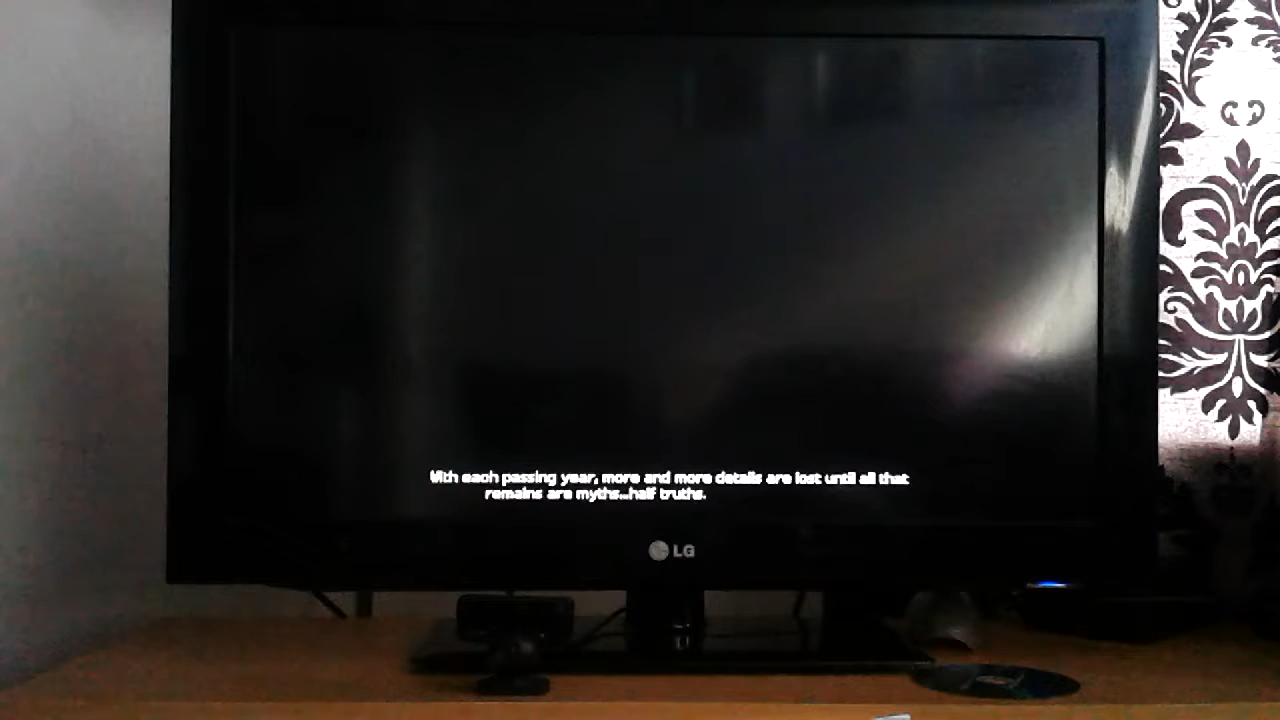 With each passing year, more and more details are lost until all that
remains are myths...half truths.
LG